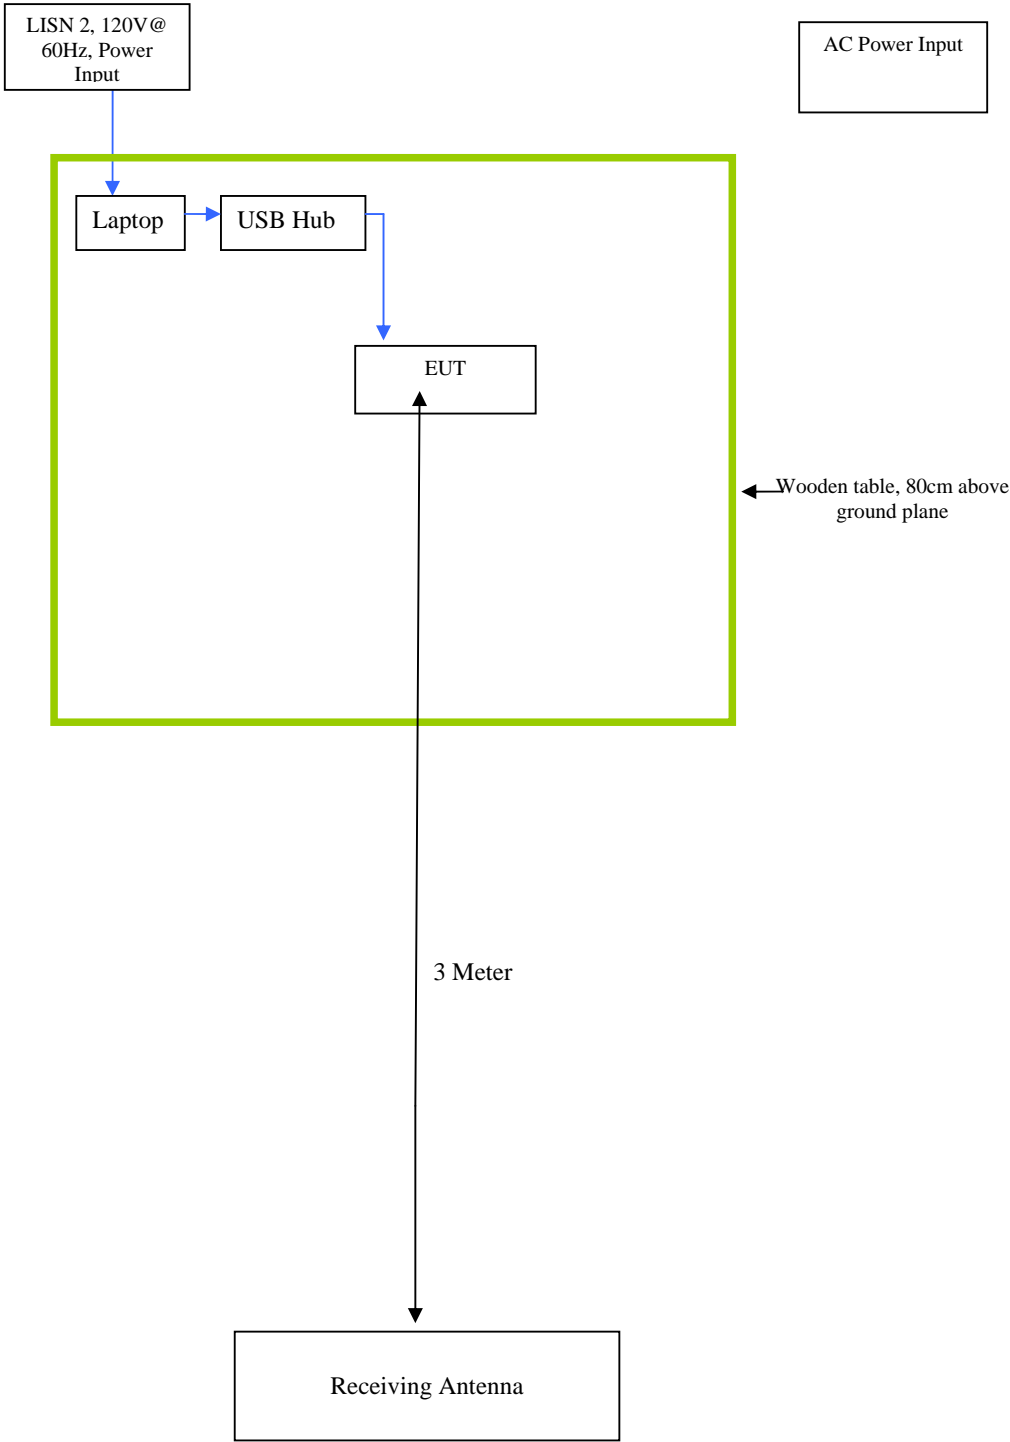 LISN 2, 120V@
60Hz, Power
Input
AC Power Input
Laptop
USB Hub
EUT
Wooden table, 80cm above
ground plane
3 Meter
Receiving Antenna